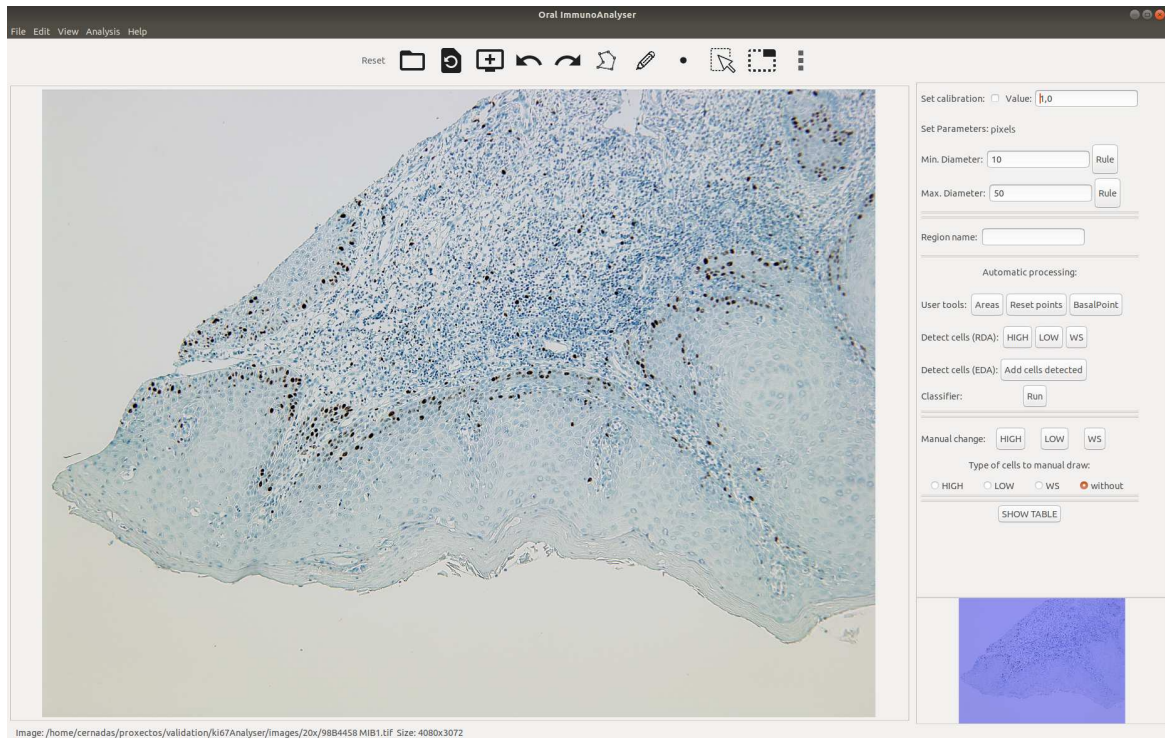 Oral ImmunoAnalyser
File Edit View Analysis Help
Reset
Set calibration: Value: 1,0
Set Parameters: pixels
Min. Diameter: 10 Rule
Max. Diameter: 50 Rule
Region name:
Automatic processing:
User tools: Areas Reset points BasalPoint
Detect cells (RDA): HIGH LOW WS
Detect cells (EDA): Add cells detected
Classifier: Run
Manual change: HIGH LOW WS
Type of cells to manual draw:
HIGH LOW WS without
SHOW TABLE
Image: /home/cernadas/proxectos/validation/ki67Analyser/images/20x/98B4458 MIB1.tif Size: 4080x3072